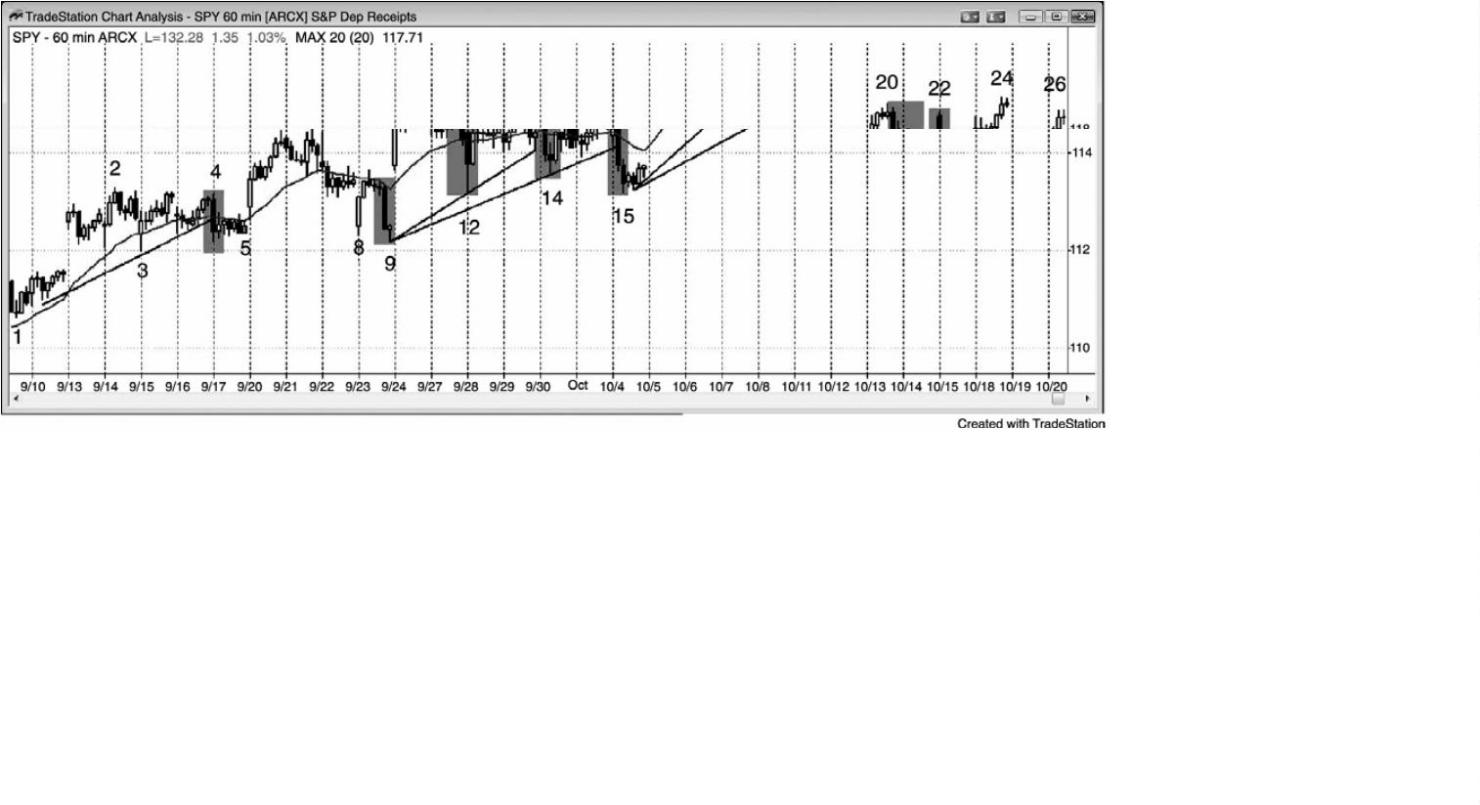 TradeStation Chart Analysis - SPY 60 min [ARCX] S&P Dep Receipts
SPY - 60 min ARCX L=132.28 1.35 1.03% MAX 20 (20) 117.71
20 22 24 26
2 4
114
12 14 15
5 8 9
112
3
1
110
9/10 9/13 9/14 9/15 9/16 9/17 9/20 9/21 9/22 9/23 9/24 9/27 9/28 9/29 9/30 Oct 10/4 10/5 10/6 10/7 10/8 10/11 10/12 10/13 10/14 10/15 10/18 10/19 10/20
Created with TradeStation